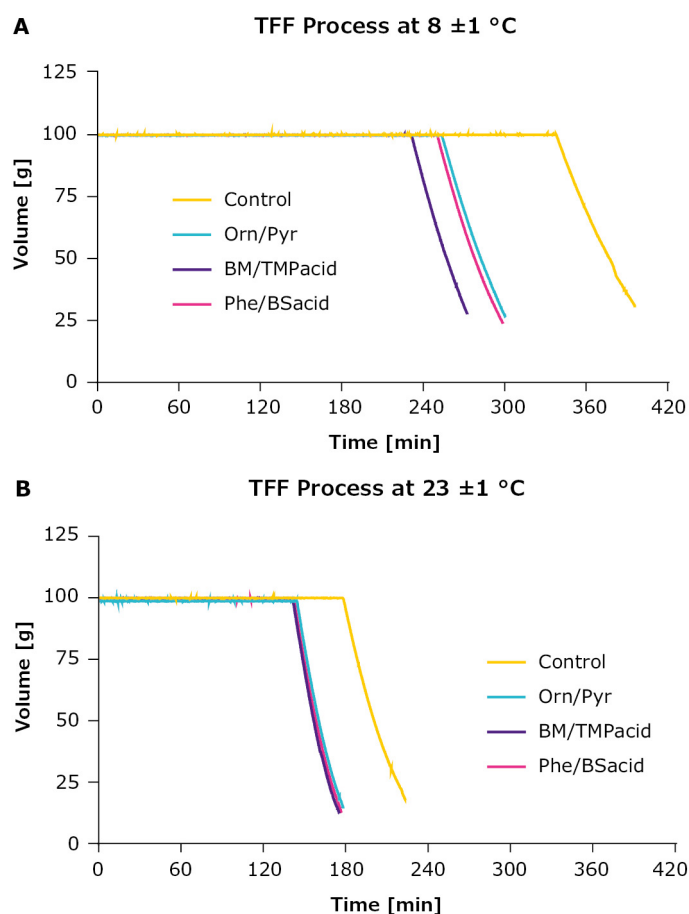 A
TFF Process at 8 ±1 °C
125
100
75
50
25
0
Volume [g]
Control
Orn/Pyr
BM/TMPacid
Phe/BSacid
0 60 120 180 240 300 360 420
Time [min]
B
TFF Process at 23 ±1 °C
125
100
75
50
25
0
Volume [g]
Control
Orn/Pyr
BM/TMPacid
Phe/BSacid
0 60 120 180 240 300 360 420
Time [min]